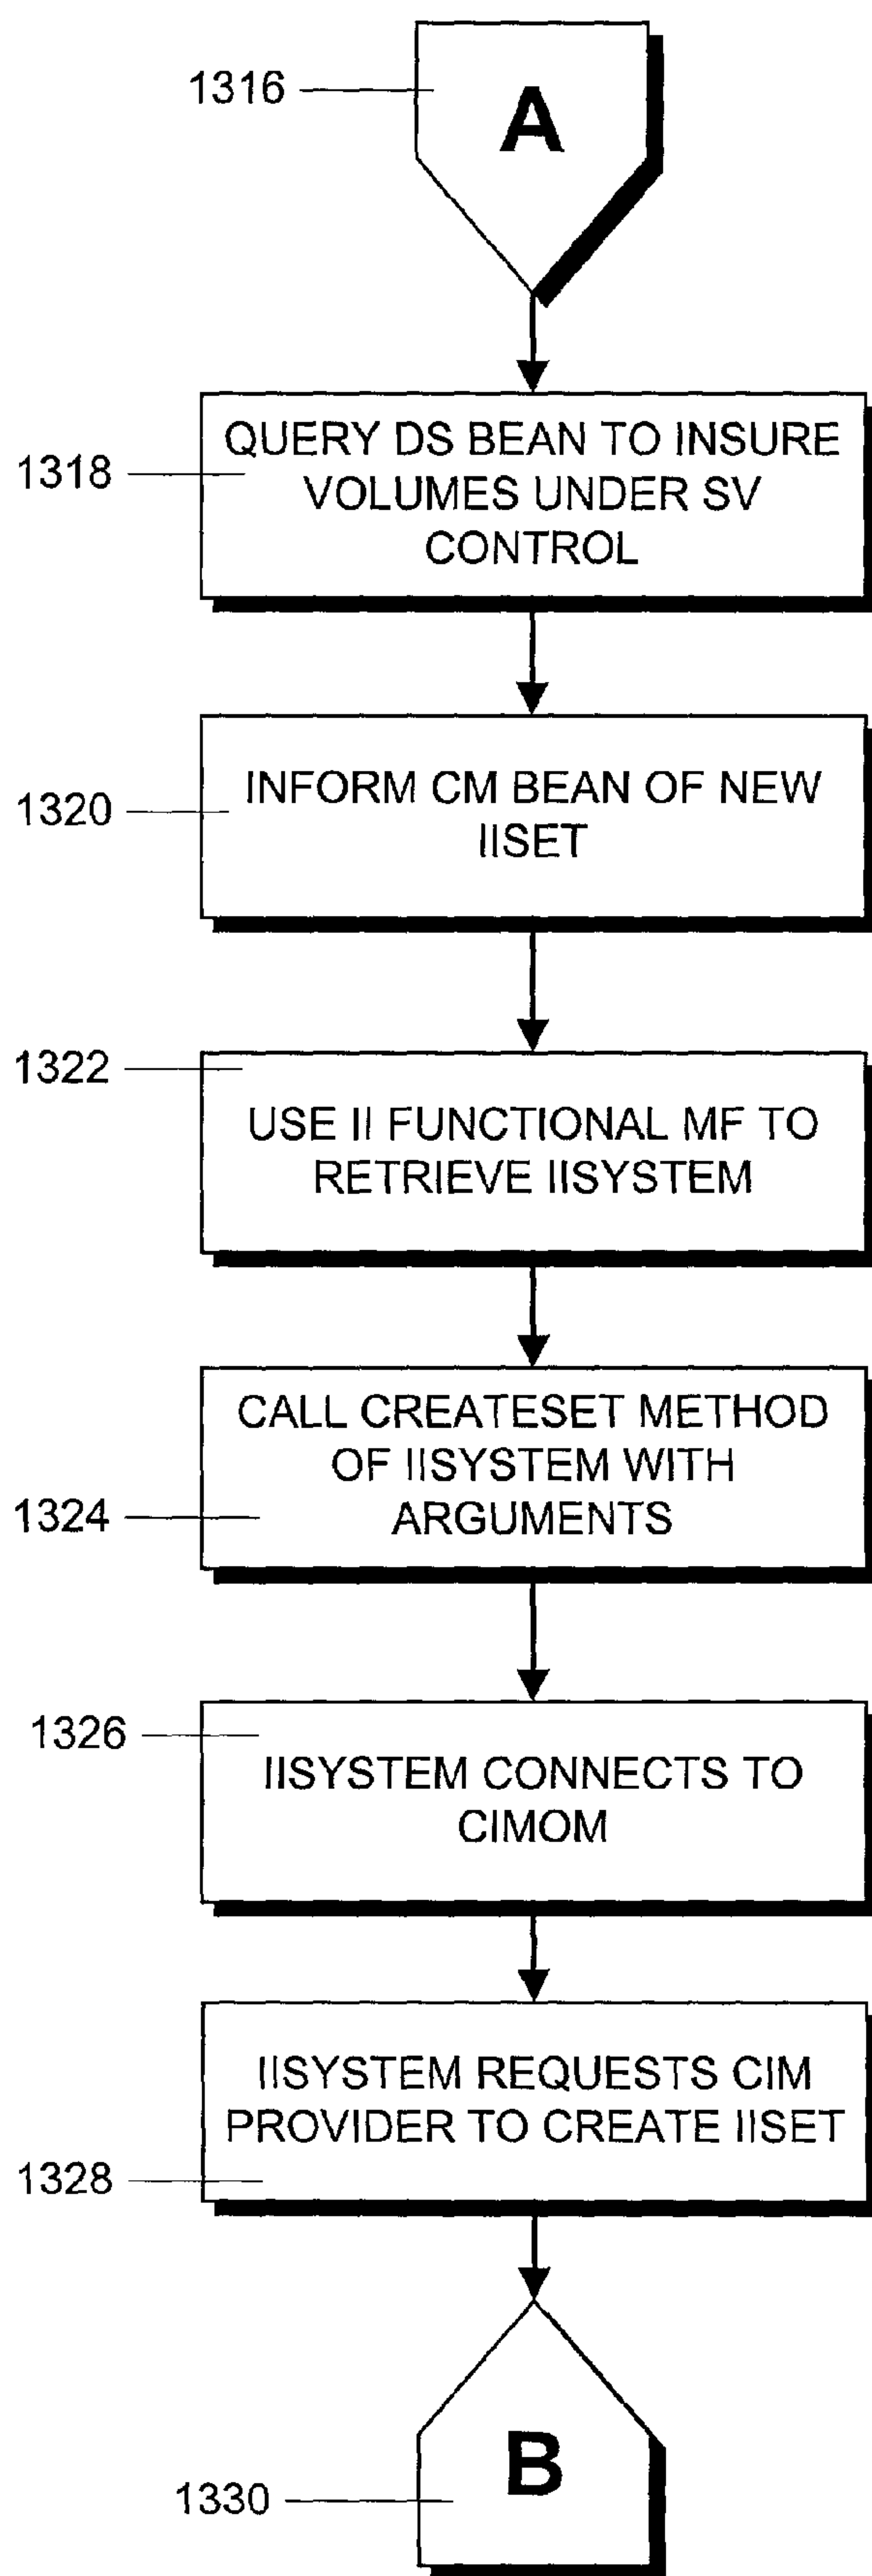 1316
A
1318
QUERY DS BEAN TO INSURE
VOLUMES UNDER SV
CONTROL
1320
INFORM CM BEAN OF NEW
IISET
1322
USE II FUNCTIONAL MF TO
RETRIEVE IISYSTEM
CALL CREATESET METHOD
OF IISYSTEM WITH
ARGUMENTS
1324
1326
IISYSTEM CONNECTS TO
CIMOM
IISYSTEM REQUESTS CIM
PROVIDER TO CREATE IISET
1328
B
1330